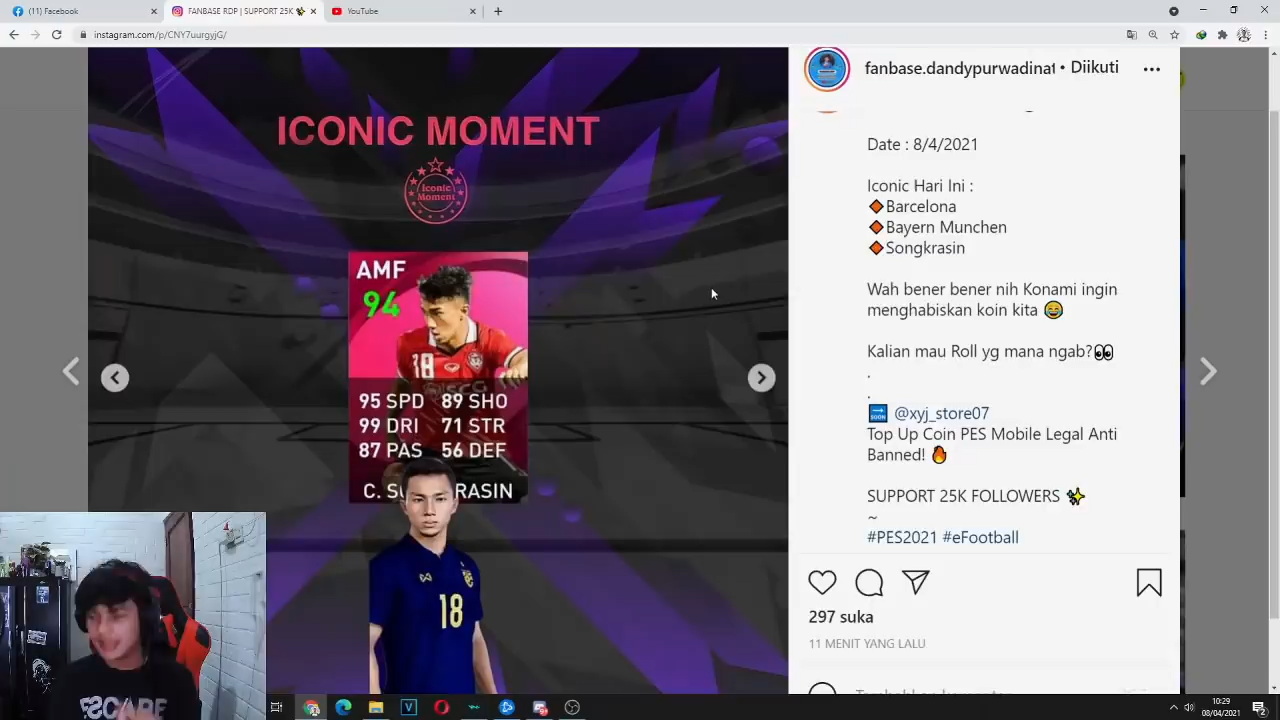 (11) Facebook
FANBASE RDP | SUPPORT 25K ✨
YouTube
instagram.com/p/CNY7uurgyjG/
ICONIC MOMENT
Iconic
Moment
AMF
94
18
95 SPD 89 SHO
99 DRI 71 STR
87 PAS 56 DEF
C. S RASIN
18
fanbase.dandypurwadinat • Diikuti
Date : 8/4/2021
Iconic Hari Ini :
🔸Barcelona
🔸Bayern Munchen
🔸Songkrasin
Wah bener bener nih Konami ingin
menghabiskan koin kita 😂
Kalian mau Roll yg mana ngab?👀
.
.
🔜 @xyj_store07
Top Up Coin PES Mobile Legal Anti
Banned! 🔥
SUPPORT 25K FOLLOWERS ✨
~
#PES2021 #eFootball
297 suka
11 MENIT YANG LALU
10:29
08/04/2021